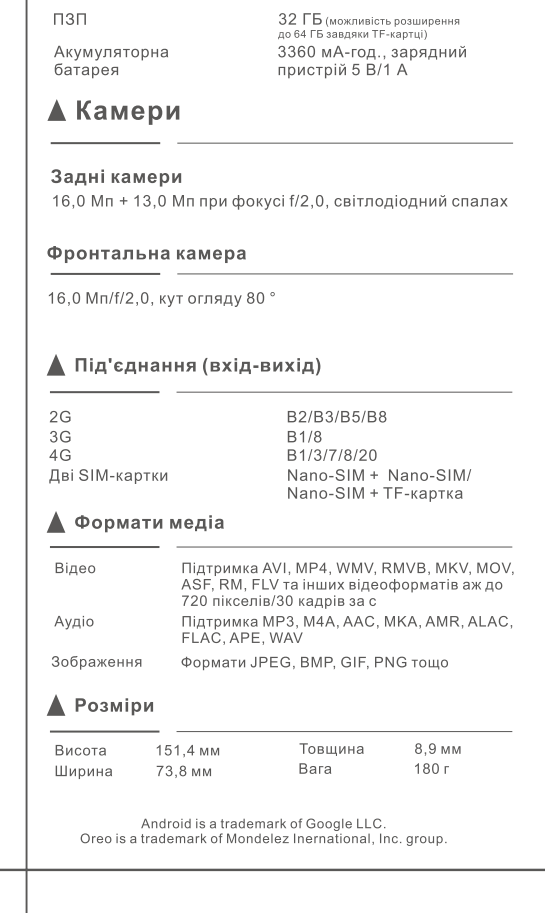 ПЗП 32 ГБ (можливість розширення
до 64 ГБ завдяки TF-картці)
Акумуляторна 3360 мА-год., зарядний
батарея пристрій 5 В/1 А
Камери
Задні камери
16,0 Мп + 13,0 Мп при фокусі f/2,0, світлодіодний спалах
Фронтальна камера
16,0 Мп/f/2,0, кут огляду 80 °
Під'єднання (вхід-вихід)
2G B2/B3/B5/B8
3G B1/8
4G B1/3/7/8/20
Дві SIM-картки Nano-SIM + Nano-SIM/
Nano-SIM + TF-картка
Формати медіа
Відео Підтримка AVI, MP4, WMV, RMVB, MKV, MOV,
ASF, RM, FLV та інших відеоформатів аж до
720 пікселів/30 кадрів за с
Аудіо Підтримка MP3, M4A, AAC, MKA, AMR, ALAC,
FLAC, APE, WAV
Зображення Формати JPEG, BMP, GIF, PNG тощо
Розміри
Висота 151,4 мм Товщина 8,9 мм
Ширина 73,8 мм Вага 180 г
Android is a trademark of Google LLC.
Oreo is a trademark of Mondelez Inernational, Inc. group.